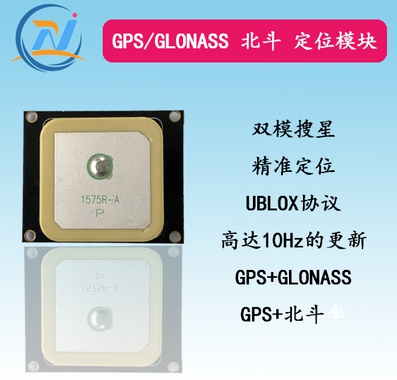 GPS/GLONASS 北斗 定位模块
双模搜星
精准定位
UBLOX协议
高达10Hz的更新
率
GPS+GLONASS
GPS+北斗
1575R-A
P
1575R-A